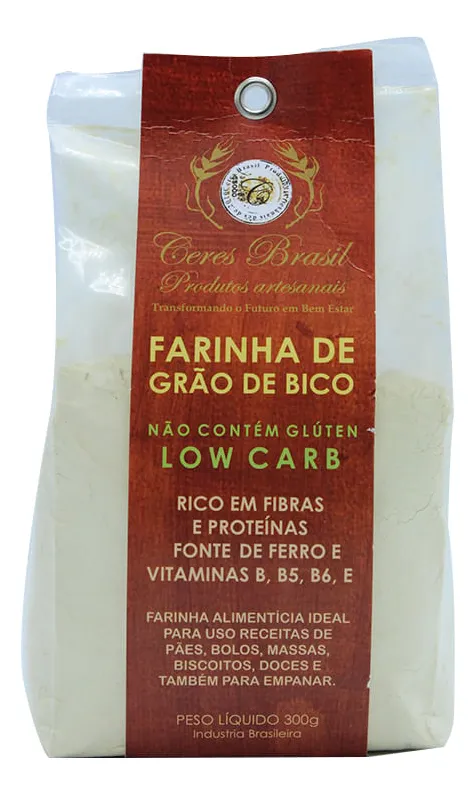 Ceres Brasil
Produtos artesanais
Transformando o Futuro em Bem Estar
FARINHA DE
GRÃO DE BICO
NÃO CONTÉM GLÚTEN
LOW CARB
RICO EM FIBRAS
E PROTEÍNAS
FONTE DE FERRO E
VITAMINAS B, B5, B6, E
FARINHA ALIMENTÍCIA IDEAL
PARA USO RECEITAS DE
PÃES, BOLOS, MASSAS,
BISCOITOS, DOCES E
TAMBÉM PARA EMPANAR.
PESO LÍQUIDO 300g
Indústria Brasileira